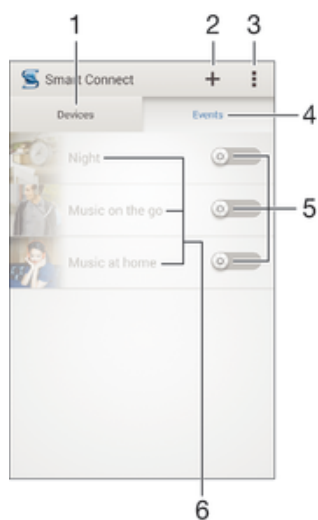 1 2 3
Smart Connect
Devices Events 4
Night
Music on the go 5
Music at home
6